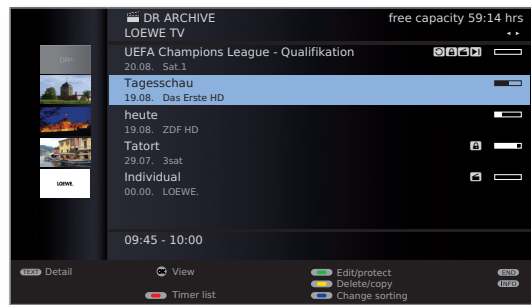 DR ARCHIVE free capacity 59:14 hrs
LOEWE TV
DR+
UEFA Champions League - Qualifikation
20.08. Sat.1
Tagesschau
19.08. Das Erste HD
heute
19.08. ZDF HD
Tatort
29.07. 3sat
LOEWE.
Individual
00.00. LOEWE.
09:45 - 10:00
TEXT Detail OK View Edit/protect END
Delete/copy INFO
Timer list Change sorting